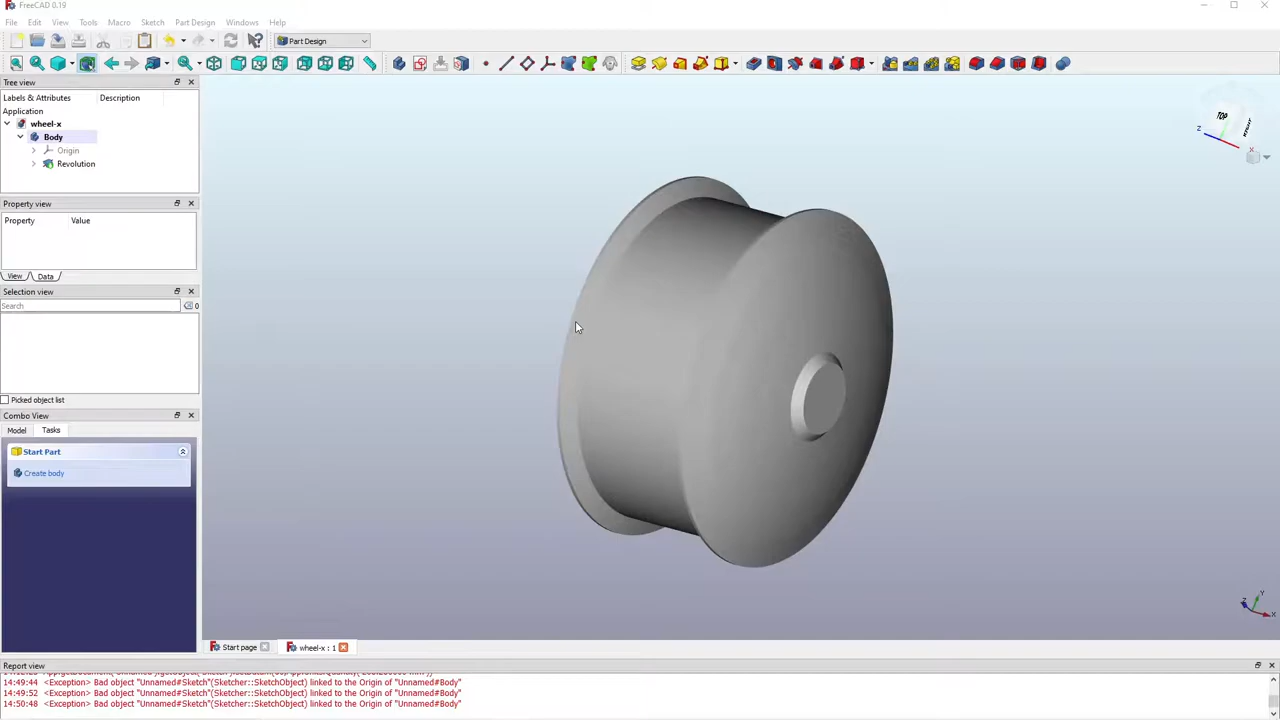 FreeCAD 0.19
File Edit View Tools Macro Sketch Part Design Windows Help
Part Design
Tree view
Labels & Attributes Description
Application
wheel-x
Body
Origin
Revolution
Property view
Property Value
View Data
Selection view
Search 0
Picked object list
Combo View
Model Tasks
Start Part
Create body
TOP
Z
X
Y
X
Start page wheel-x : 1
Report view
14:49:44 <Exception> Bad object "Unnamed#Sketch"(Sketcher::SketchObject) linked to the Origin of "Unnamed#Body"
14:49:52 <Exception> Bad object "Unnamed#Sketch"(Sketcher::SketchObject) linked to the Origin of "Unnamed#Body"
14:50:48 <Exception> Bad object "Unnamed#Sketch"(Sketcher::SketchObject) linked to the Origin of "Unnamed#Body"